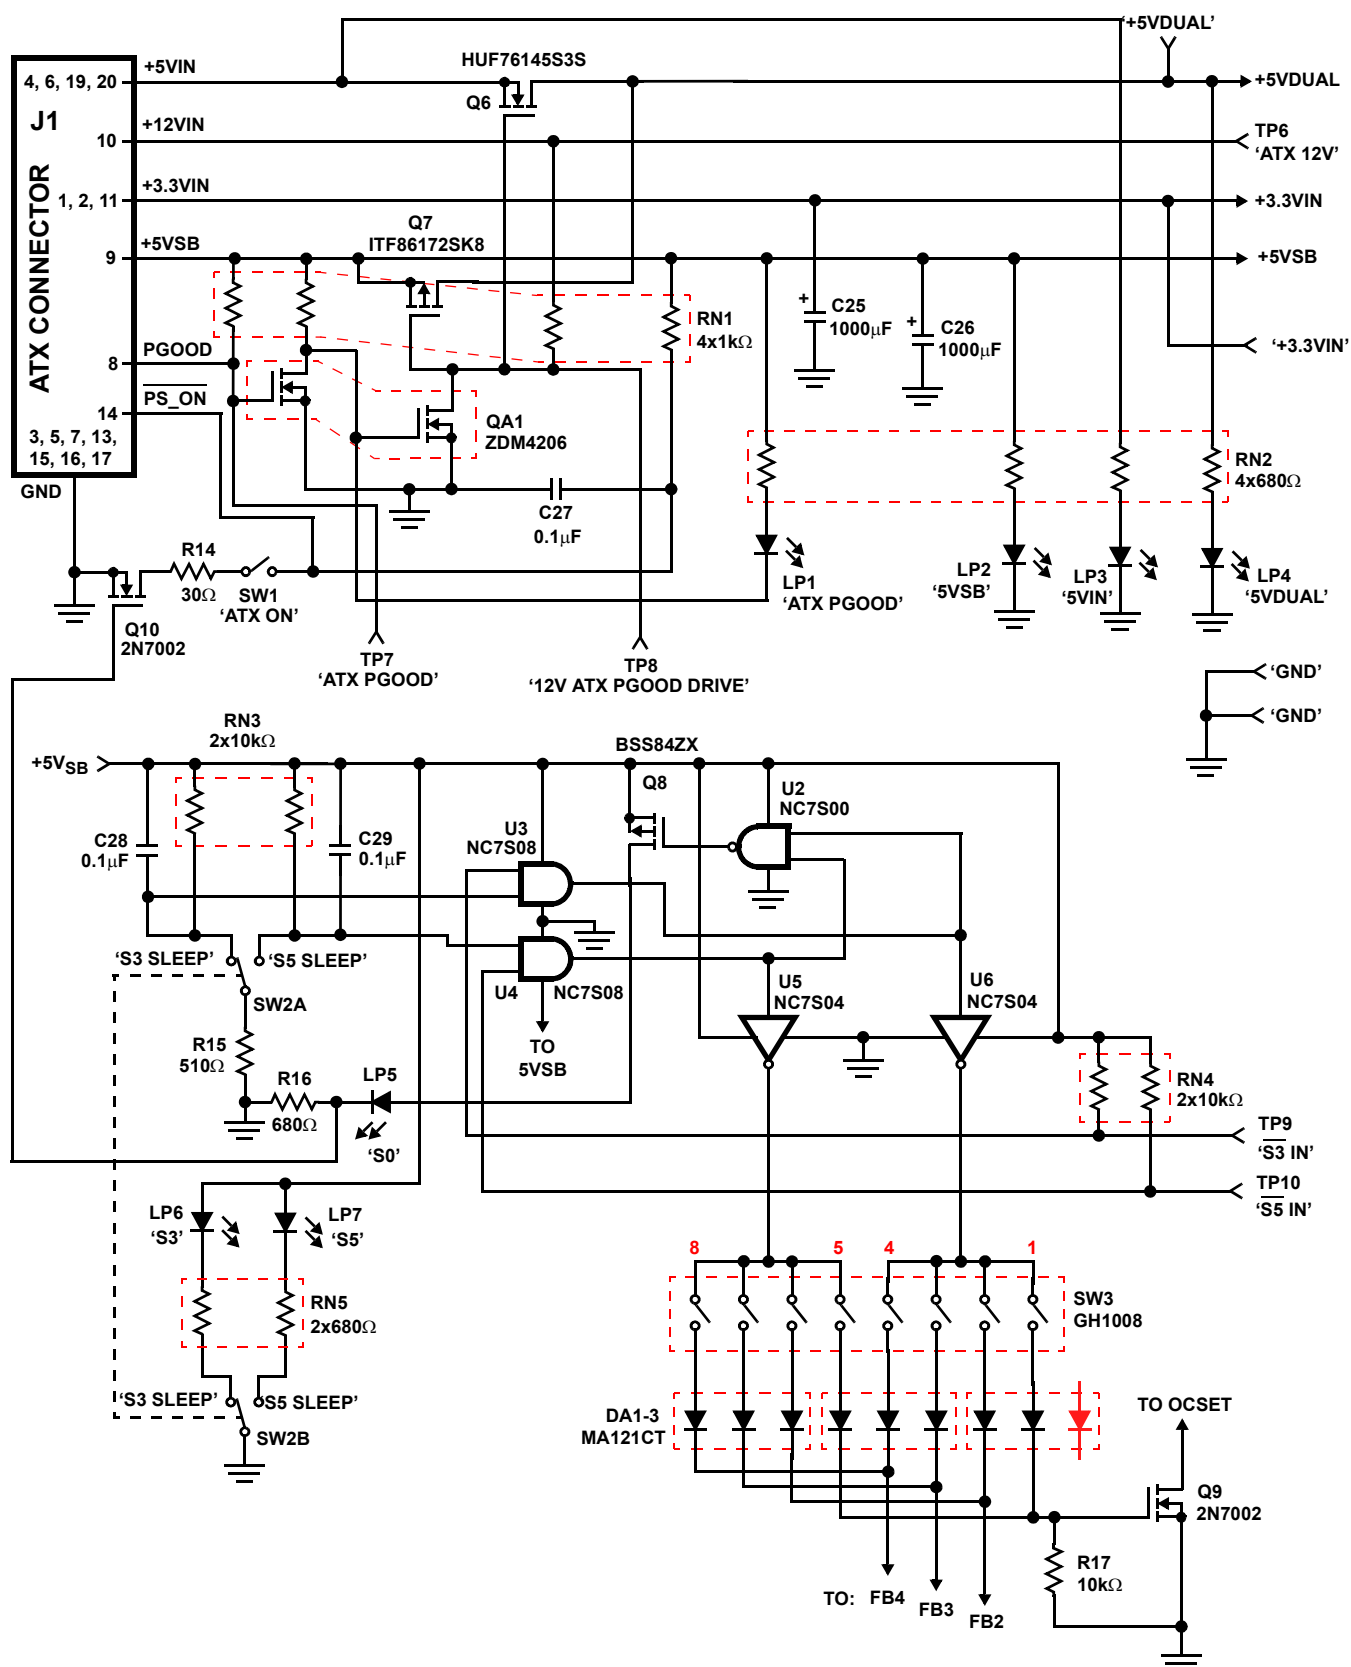 '+5VDUAL'
+5VIN
HUF76145S3S
4, 6, 19, 20
Q6
+5VDUAL
J1
+12VIN
10
TP6
'ATX 12V'
ATX CONNECTOR
+3.3VIN
1, 2, 11
+3.3VIN
Q7
ITF86172SK8
+5VSB
9
+5VSB
+
C25
1000μF
+
C26
1000μF
RN1
4x1kΩ
PGOOD
8
'+3.3VIN'
PS_ON
14
QA1
ZDM4206
3, 5, 7, 13,
15, 16, 17
RN2
4x680Ω
GND
C27
0.1μF
R14
30Ω
SW1
'ATX ON'
LP1
'ATX PGOOD'
LP2
'5VSB'
LP3
'5VIN'
LP4
'5VDUAL'
Q10
2N7002
TP7
'ATX PGOOD'
TP8
'12V ATX PGOOD DRIVE'
'GND'
'GND'
RN3
2x10kΩ
BSS84ZX
+5VSB
Q8
U2
NC7S00
C28
0.1μF
C29
0.1μF
U3
NC7S08
'S3 SLEEP'
'S5 SLEEP'
SW2A
U4
NC7S08
U5
NC7S04
U6
NC7S04
TO
5VSB
R15
510Ω
R16
680Ω
LP5
'S0'
RN4
2x10kΩ
TP9
'S3 IN'
TP10
'S5 IN'
LP6
'S3'
LP7
'S5'
8
5
4
1
RN5
2x680Ω
SW3
GH1008
'S3 SLEEP'
'S5 SLEEP'
SW2B
DA1-3
MA121CT
TO OCSET
Q9
2N7002
R17
10kΩ
TO:
FB4
FB3
FB2